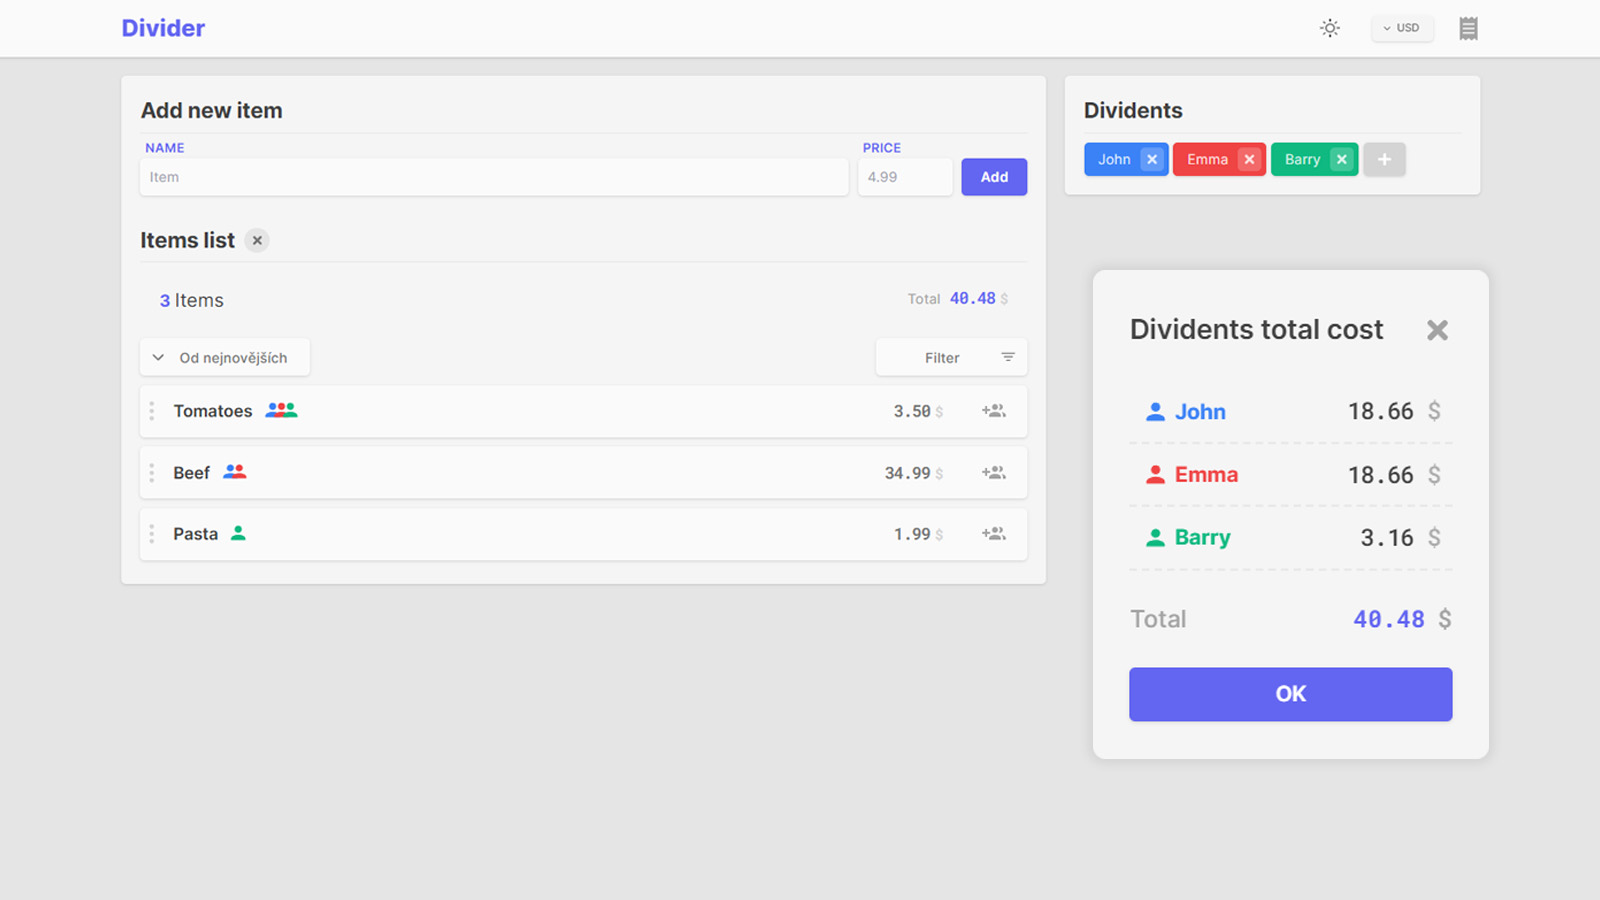 Divider
USD
Add new item
NAME
PRICE
Item
4.99
Add
Items list
3 Items
Total 40.48 $
Od nejnovějších
Filter
Tomatoes
3.50 $
Beef
34.99 $
Pasta
1.99 $
Dividents
John
Emma
Barry
+
Dividents total cost
John
18.66 $
Emma
18.66 $
Barry
3.16 $
Total
40.48 $
OK